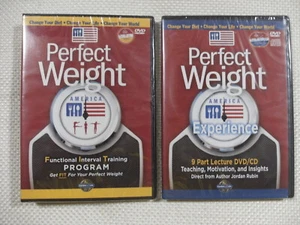 Change Your Diet • Change Your Life • Change Your World
DVD
Perfect
Weight
AMERICA
FIT
Functional Interval Training
PROGRAM
Get FIT For Your Perfect Weight
Change Your Diet • Change Your Life • Change Your World
DVD
Perfect
Weight
AMERICA
Experience
9 Part Lecture DVD/CD
Teaching, Motivation, and Insights
Direct from Author Jordan Rubin